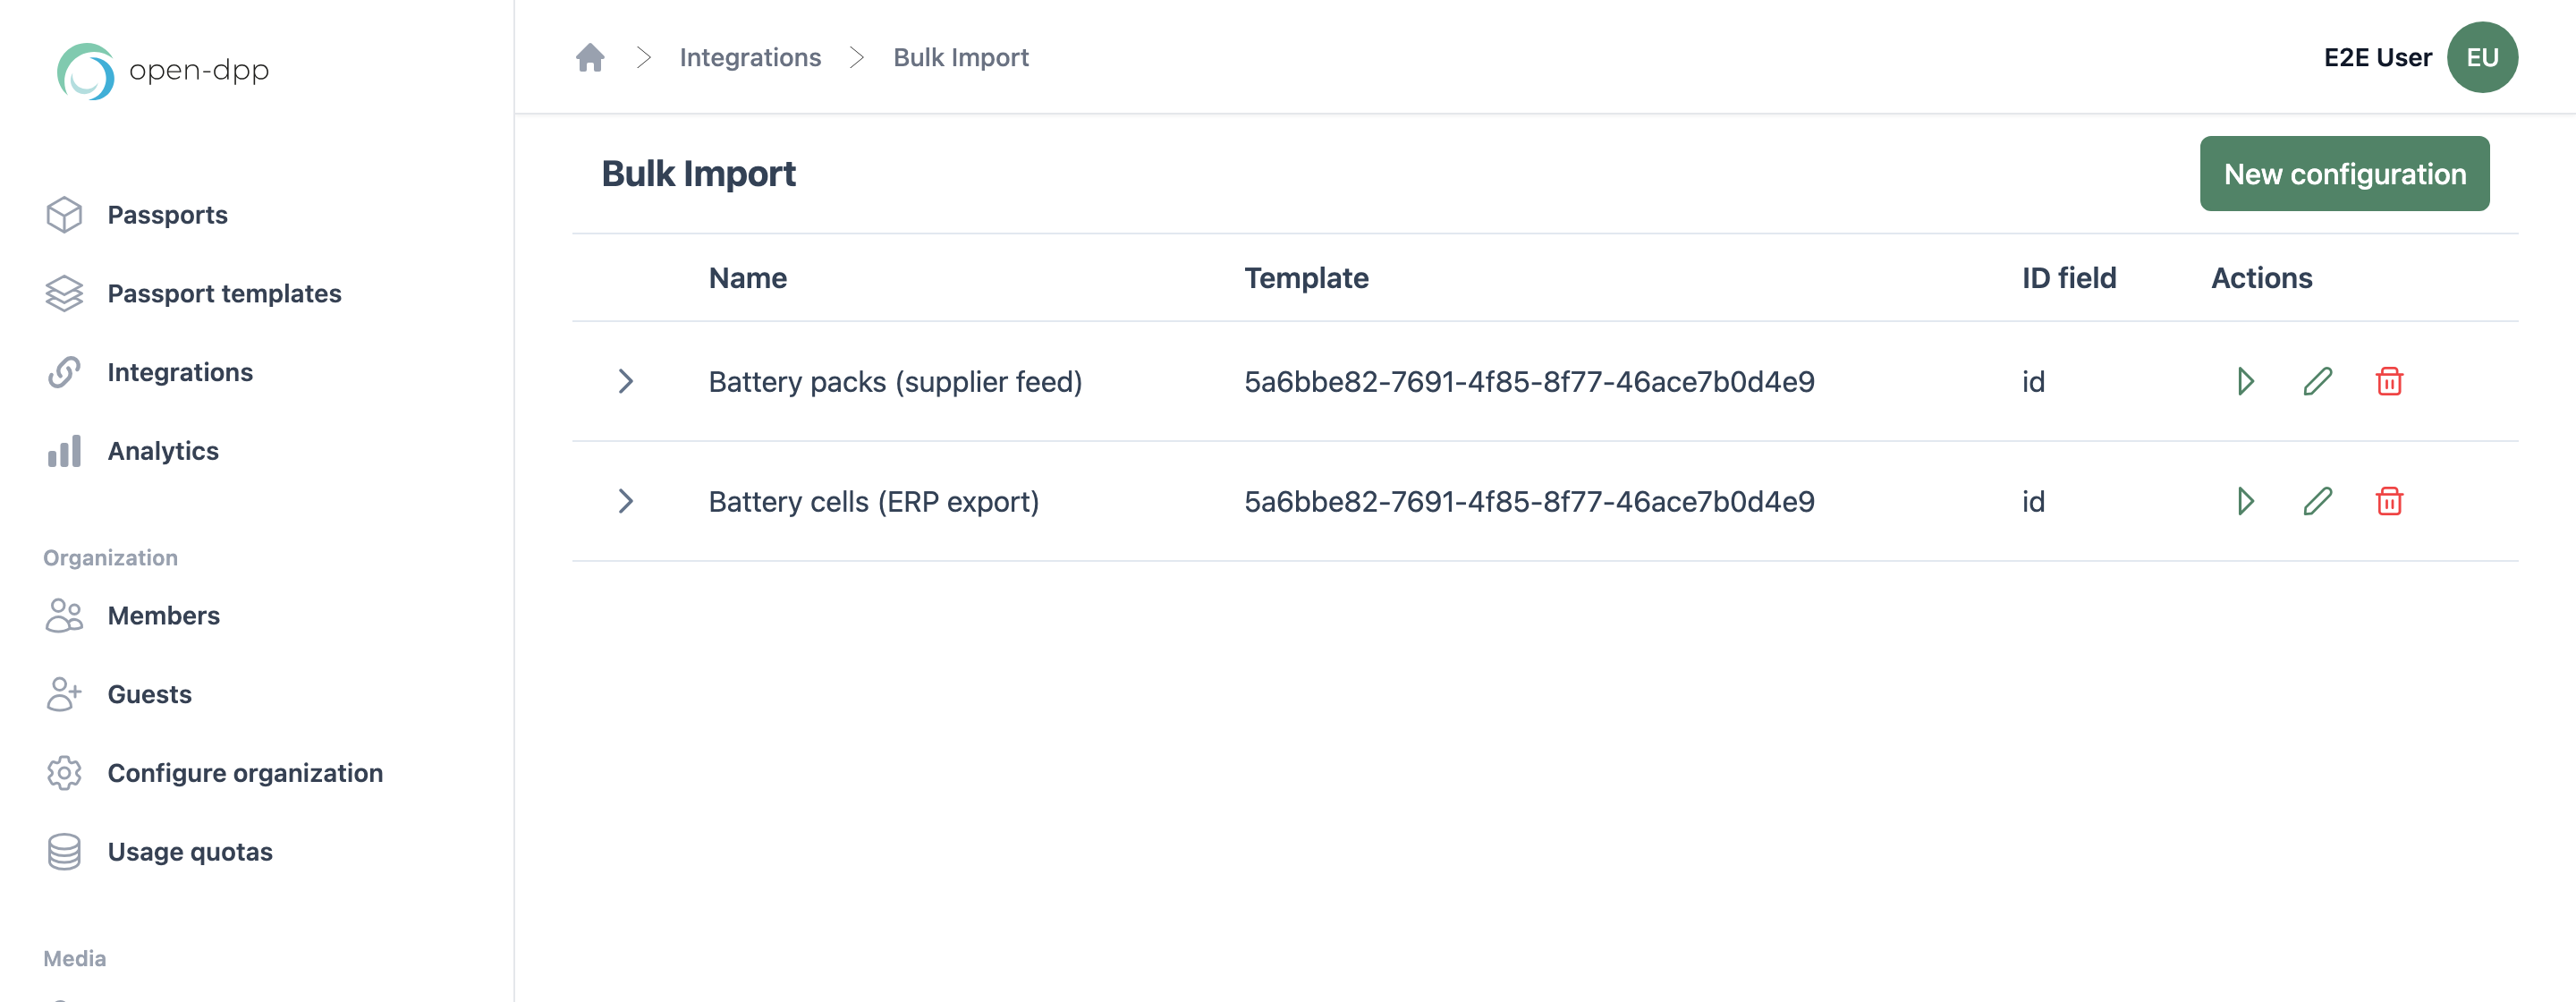 open-dpp
Passports
Passport templates
Integrations
Analytics
Organization
Members
Guests
Configure organization
Usage quotas
Media
Integrations Bulk Import
E2E User EU
Bulk Import
New configuration
Name Template ID field Actions
Battery packs (supplier feed) 5a6bbe82-7691-4f85-8f77-46ace7b0d4e9 id
Battery cells (ERP export) 5a6bbe82-7691-4f85-8f77-46ace7b0d4e9 id